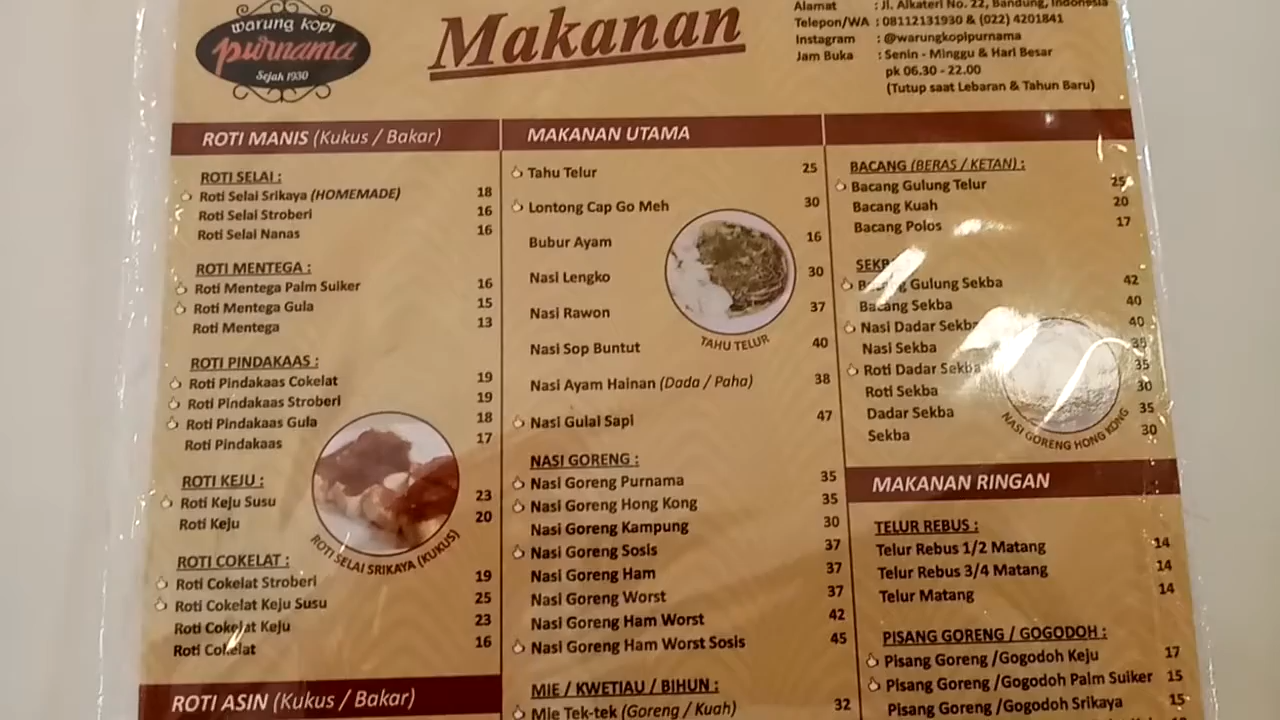 warung kopi
purnama
Sejak 1930
Makanan
Alamat : Jl. Alkateri No. 22, Bandung, Indonesia
Telepon/WA : 08112131930 & (022) 4201841
Instagram : @warungkopipurnama
Jam Buka : Senin - Minggu & Hari Besar
pk 06.30 - 22.00
(Tutup saat Lebaran & Tahun Baru)
ROTI MANIS (Kukus / Bakar)
ROTI SELAI :
Roti Selai Srikaya (HOMEMADE) 18
Roti Selai Stroberi 16
Roti Selai Nanas 16
ROTI MENTEGA :
Roti Mentega Palm Suiker 16
Roti Mentega Gula 15
Roti Mentega 13
ROTI PINDAKAAS :
Roti Pindakaas Cokelat 19
Roti Pindakaas Stroberi 19
Roti Pindakaas Gula 18
Roti Pindakaas 17
ROTI KEJU :
Roti Keju Susu 23
Roti Keju 20
ROTI SELAI SRIKAYA (KUKUS)
ROTI COKELAT :
Roti Cokelat Stroberi 19
Roti Cokelat Keju Susu 25
Roti Cokelat Keju 23
Roti Cokelat 16
ROTI ASIN (Kukus / Bakar)
MAKANAN UTAMA
Tahu Telur 25
Lontong Cap Go Meh 30
Bubur Ayam 16
Nasi Lengko 30
Nasi Rawon 37
TAHU TELUR
Nasi Sop Buntut 40
Nasi Ayam Hainan (Dada / Paha) 38
Nasi Gulai Sapi 47
NASI GORENG :
Nasi Goreng Purnama 35
Nasi Goreng Hong Kong 35
Nasi Goreng Kampung 30
Nasi Goreng Sosis 37
Nasi Goreng Ham 37
Nasi Goreng Worst 37
Nasi Goreng Ham Worst 42
Nasi Goreng Ham Worst Sosis 45
MIE / KWETIAU / BIHUN :
Mie Tek-tek (Goreng / Kuah) 32
BACANG (BERAS / KETAN) :
Bacang Gulung Telur 25
Bacang Kuah 20
Bacang Polos 17
Gulung Sekba 42
Bacang Sekba 40
Nasi Dadar Sekba 40
Nasi Sekba 35
Roti Dadar Sekba 35
Roti Sekba 30
Dadar Sekba 35
Sekba 30
NASI GORENG HONG KONG
MAKANAN RINGAN
TELUR REBUS :
Telur Rebus 1/2 Matang 14
Telur Rebus 3/4 Matang 14
Telur Matang 14
PISANG GORENG / GOGODOH :
Pisang Goreng /Gogodoh Keju 17
Pisang Goreng /Gogodoh Palm Suiker 15
Pisang Goreng /Gogodoh Srikaya 15